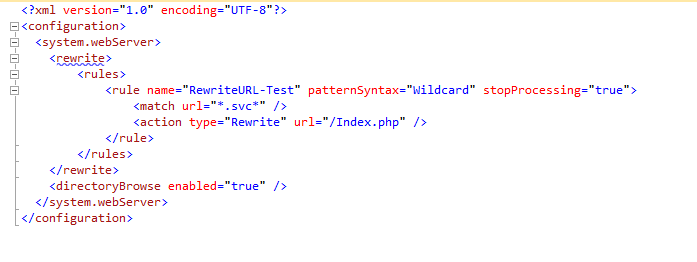 <?xml version="1.0" encoding="UTF-8"?>
<configuration>
<system.webServer>
<rewrite>
<rules>
<rule name="RewriteURL-Test" patternSyntax="Wildcard" stopProcessing="true">
<match url="*.svc*" />
<action type="Rewrite" url="/Index.php" />
</rule>
</rules>
</rewrite>
<directoryBrowse enabled="true" />
</system.webServer>
</configuration>